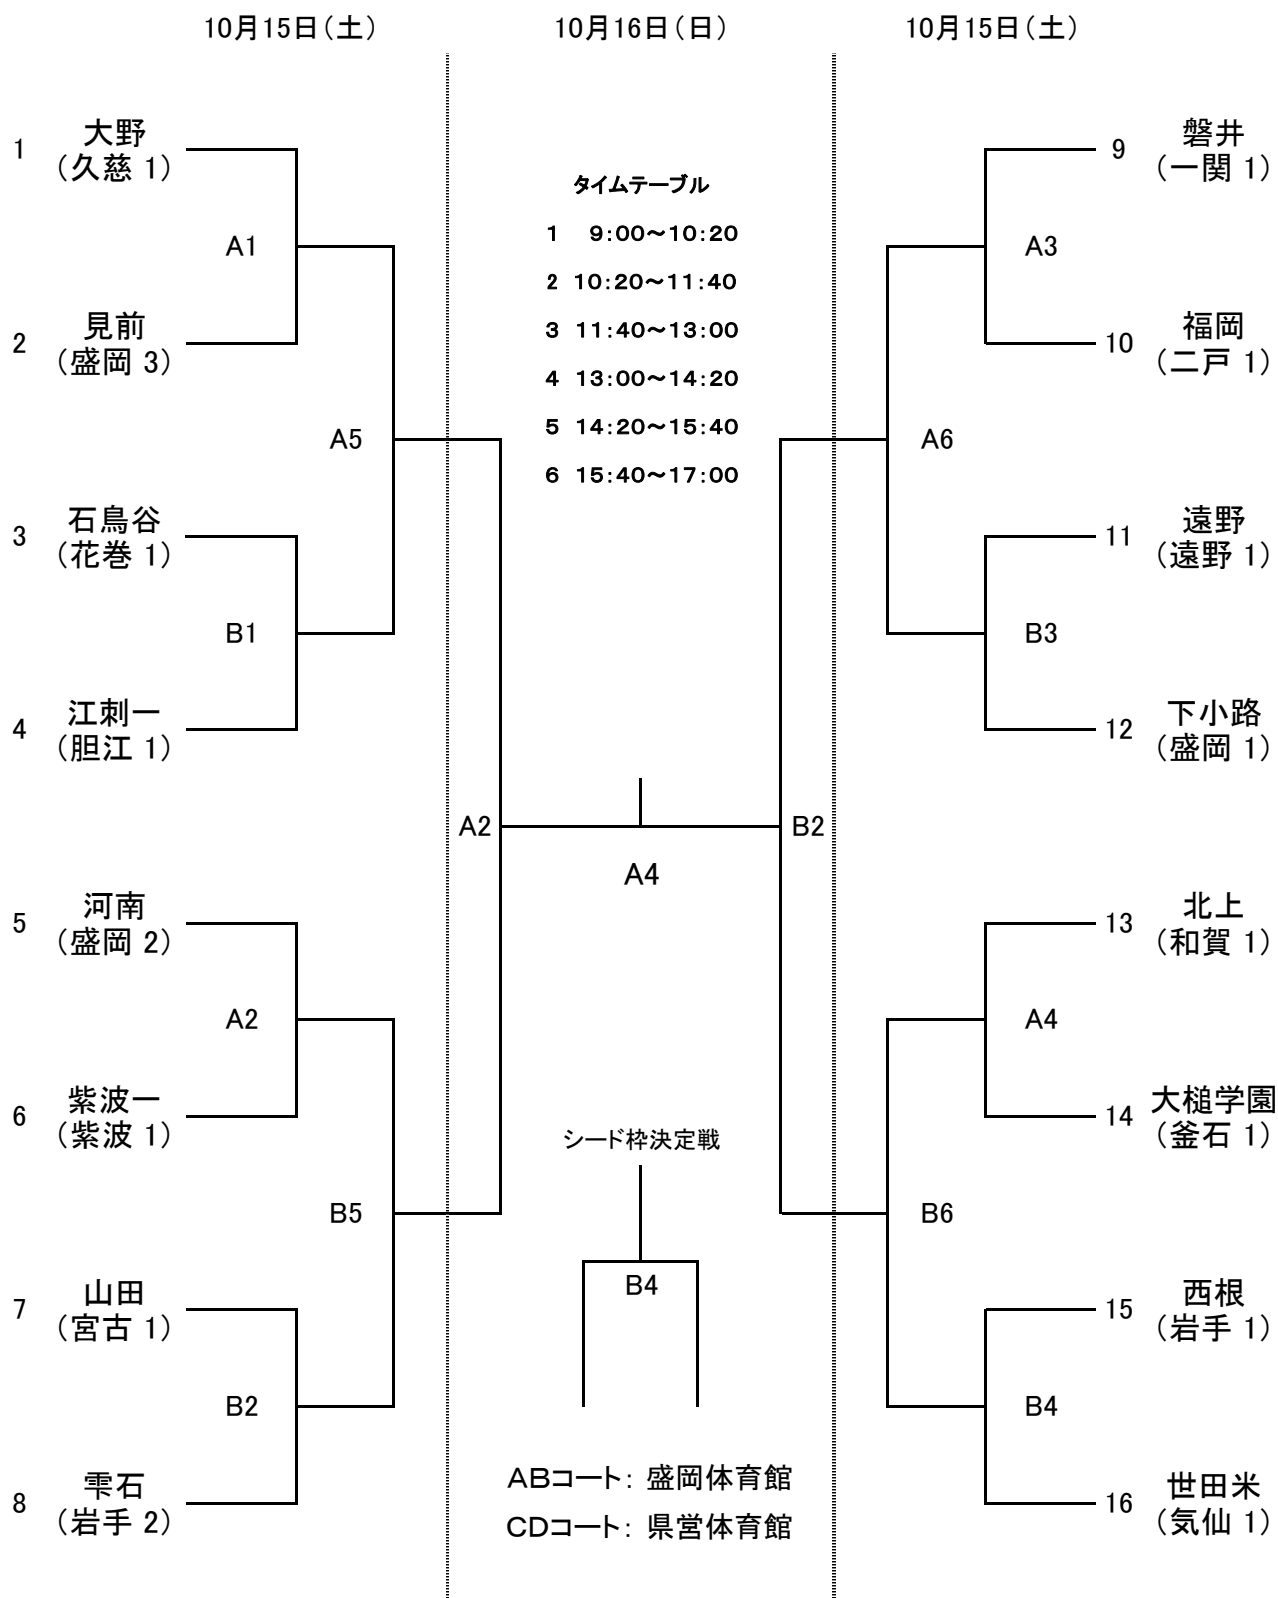 10月15日（土）
10月16日（日）
10月15日（土）
1 大野
（久慈 1）
A1
2 見前
（盛岡 3）
A5
3 石鳥谷
（花巻 1）
B1
4 江刺一
（胆江 1）
A2
5 河南
（盛岡 2）
A2
6 紫波一
（紫波 1）
B5
7 山田
（宮古 1）
B2
8 雫石
（岩手 2）
タイムテーブル
1 9：00～10：20
2 10：20～11：40
3 11：40～13：00
4 13：00～14：20
5 14：20～15：40
6 15：40～17：00
A4
シード枠決定戦
B4
ＡＢコート： 盛岡体育館
ＣＤコート： 県営体育館
9 磐井
（一関 1）
A3
10 福岡
（二戸 1）
A6
11 遠野
（遠野 1）
B3
12 下小路
（盛岡 1）
B2
13 北上
（和賀 1）
A4
14 大槌学園
（釜石 1）
B6
15 西根
（岩手 1）
B4
16 世田米
（気仙 1）